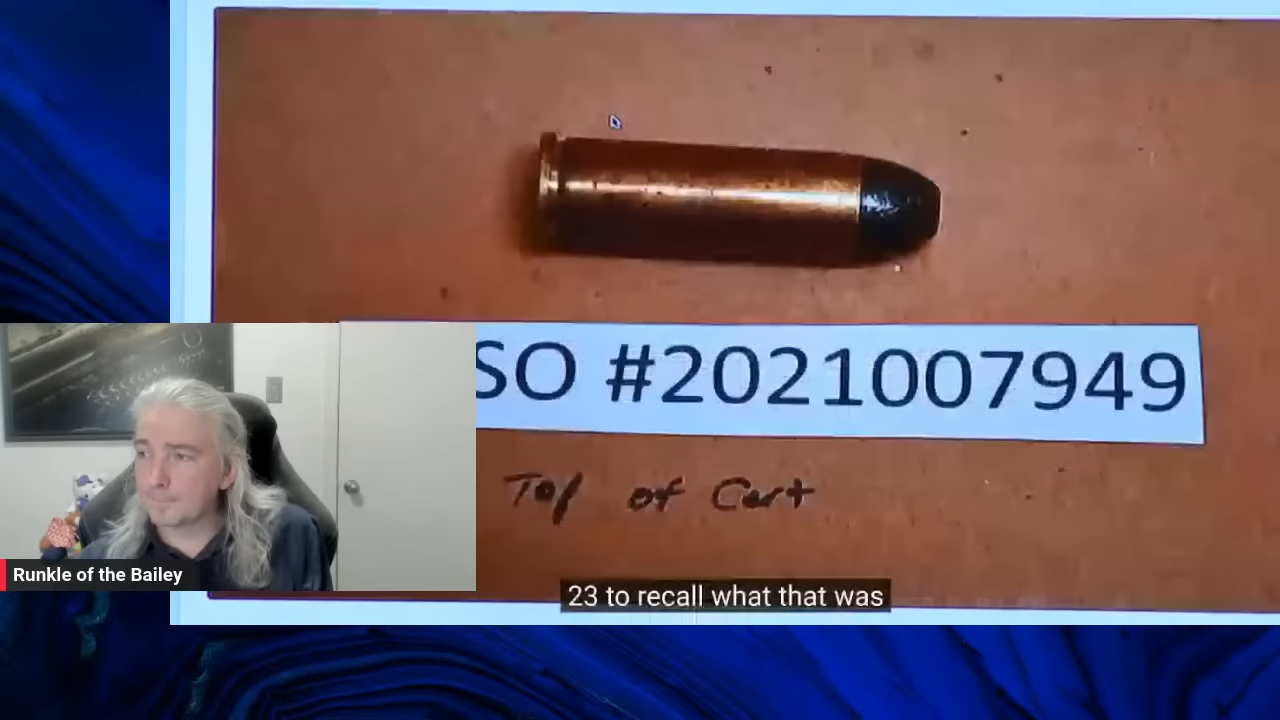 SO #2021007949
Top of Cart
Runkle of the Bailey
23 to recall what that was